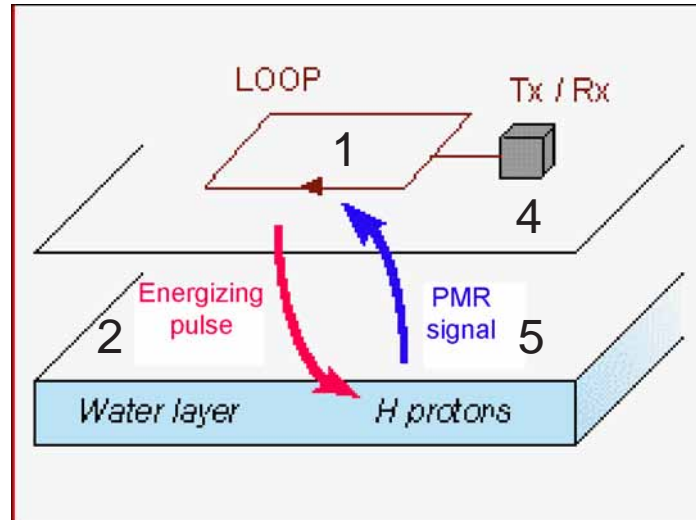 LOOP
Tx / Rx
1
4
Energizing
pulse
PMR
signal
2
5
Water layer
H protons